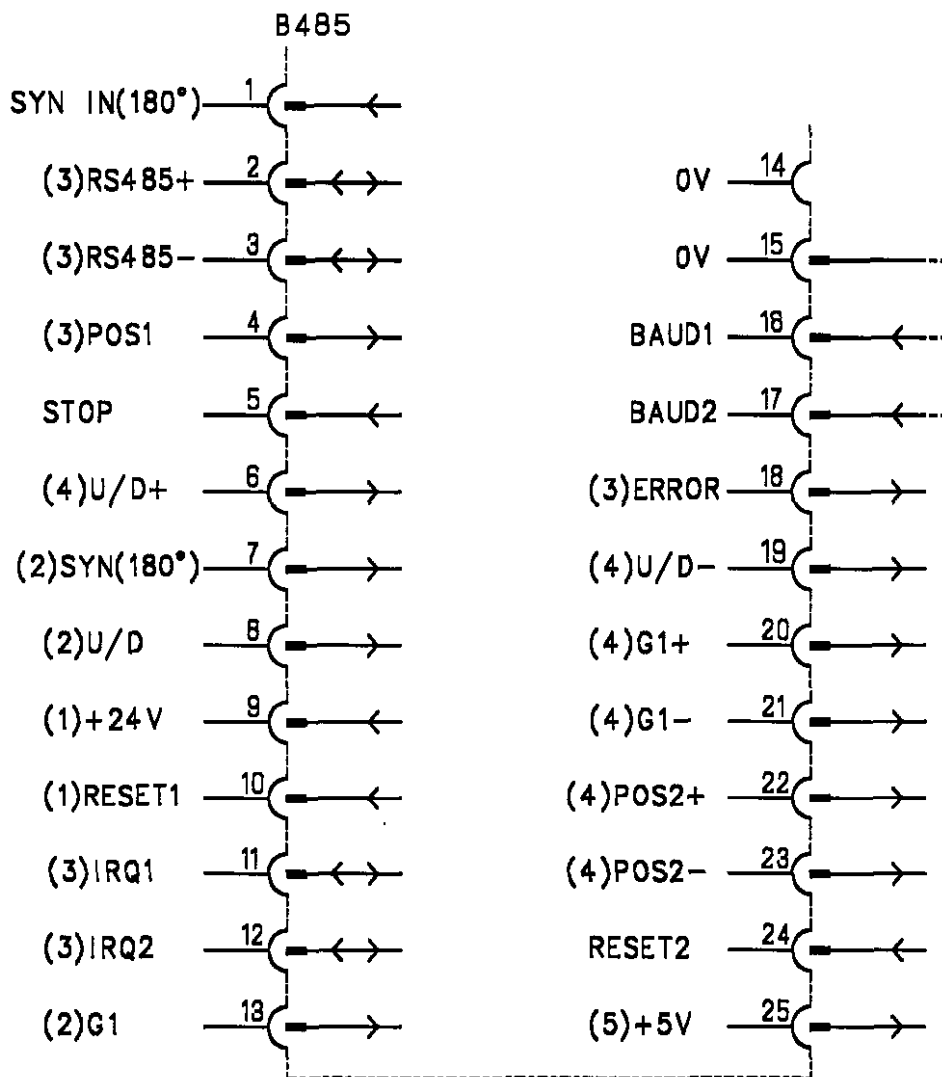 B485
SYN IN(180°) 1
(3)RS485+ 2
(3)RS485- 3
(3)POS1 4
STOP 5
(4)U/D+ 6
(2)SYN(180°) 7
(2)U/D 8
(1)+24V 9
(1)RESET1 10
(3)IRQ1 11
(3)IRQ2 12
(2)G1 13
0V 14
0V 15
BAUD1 16
BAUD2 17
(3)ERROR 18
(4)U/D- 19
(4)G1+ 20
(4)G1- 21
(4)POS2+ 22
(4)POS2- 23
RESET2 24
(5)+5V 25